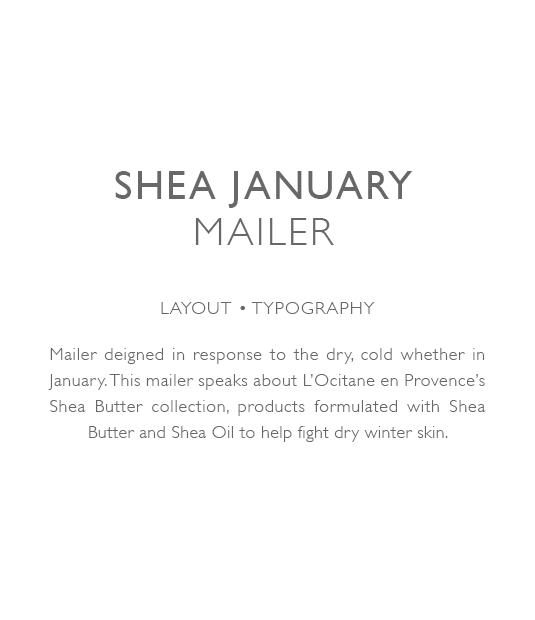 SHEA JANUARY
MAILER
LAYOUT • TYPOGRAPHY
Mailer deigned in response to the dry, cold whether in
January. This mailer speaks about L’Ocitane en Provence’s
Shea Butter collection, products formulated with Shea
Butter and Shea Oil to help fight dry winter skin.